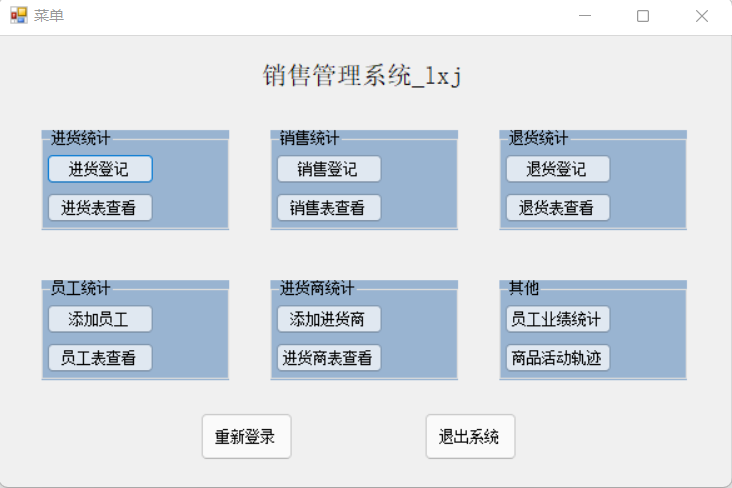 菜单
销售管理系统_lxj
进货统计
进货登记
进货表查看
销售统计
销售登记
销售表查看
退货统计
退货登记
退货表查看
员工统计
添加员工
员工表查看
进货商统计
添加进货商
进货商表查看
其他
员工业绩统计
商品活动轨迹
重新登录
退出系统